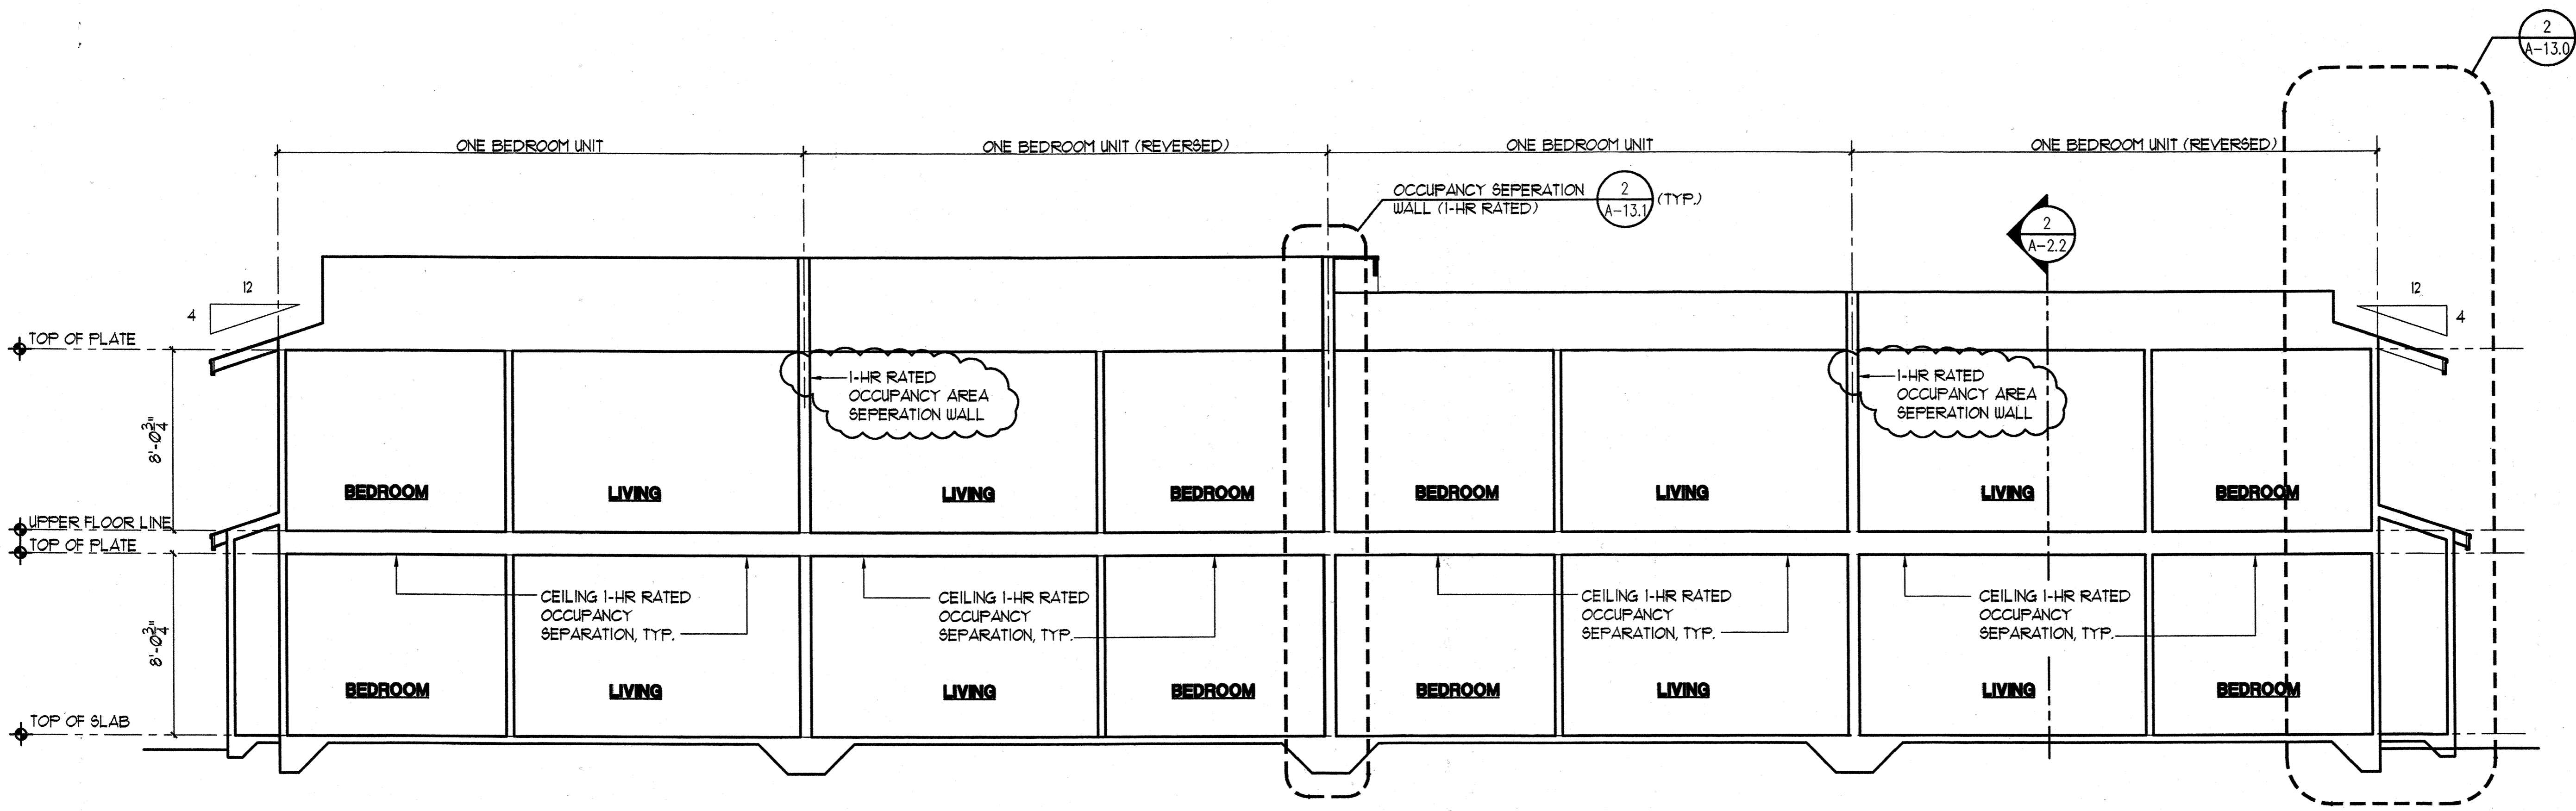 2
A-13.0
ONE BEDROOM UNIT
ONE BEDROOM UNIT (REVERSED)
ONE BEDROOM UNIT
ONE BEDROOM UNIT (REVERSED)
OCCUPANCY SEPERATION
WALL (1-HR RATED)
2
A-13.1
(TYP.)
2
A-2.2
12
4
12
4
TOP OF PLATE
1-HR RATED
OCCUPANCY AREA
SEPERATION WALL
1-HR RATED
OCCUPANCY AREA
SEPERATION WALL
8'-0 3/4"
BEDROOM
LIVING
LIVING
BEDROOM
BEDROOM
LIVING
LIVING
BEDROOM
UPPER FLOOR LINE
TOP OF PLATE
CEILING 1-HR RATED
OCCUPANCY
SEPARATION, TYP.
CEILING 1-HR RATED
OCCUPANCY
SEPARATION, TYP.
CEILING 1-HR RATED
OCCUPANCY
SEPARATION, TYP.
CEILING 1-HR RATED
OCCUPANCY
SEPARATION, TYP.
8'-0 3/4"
BEDROOM
LIVING
LIVING
BEDROOM
BEDROOM
LIVING
LIVING
BEDROOM
TOP OF SLAB